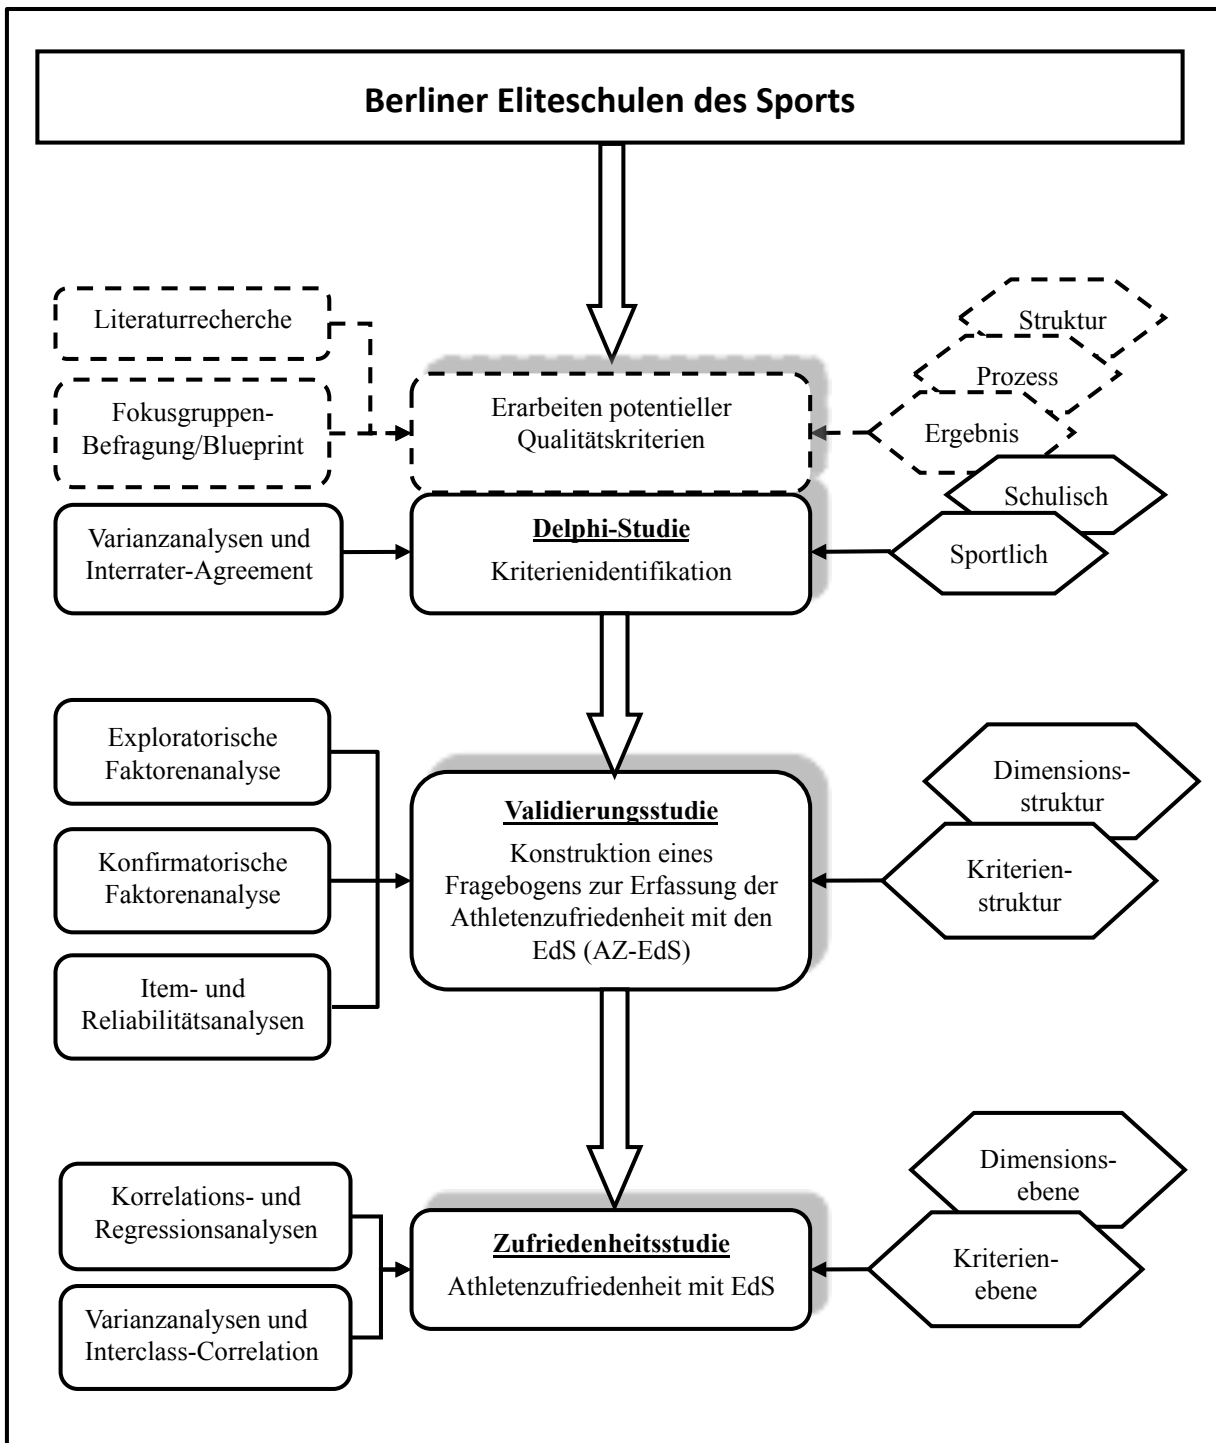 Berliner Eliteschulen des Sports
Literaturrecherche
Fokusgruppen-
Befragung/Blueprint
Erarbeiten potentieller
Qualitätskriterien
Struktur
Prozess
Ergebnis
Varianzanalysen und
Interrater-Agreement
Delphi-Studie
Kriterienidentifikation
Schulisch
Sportlich
Exploratorische
Faktorenanalyse
Konfirmatorische
Faktorenanalyse
Item- und
Reliabilitätsanalysen
Validierungsstudie
Konstruktion eines
Fragebogens zur Erfassung der
Athletenzufriedenheit mit den
EdS (AZ-EdS)
Dimensions-
struktur
Kriterien-
struktur
Korrelations- und
Regressionsanalysen
Varianzanalysen und
Interclass-Correlation
Zufriedenheitsstudie
Athletenzufriedenheit mit EdS
Dimensions-
ebene
Kriterien-
ebene